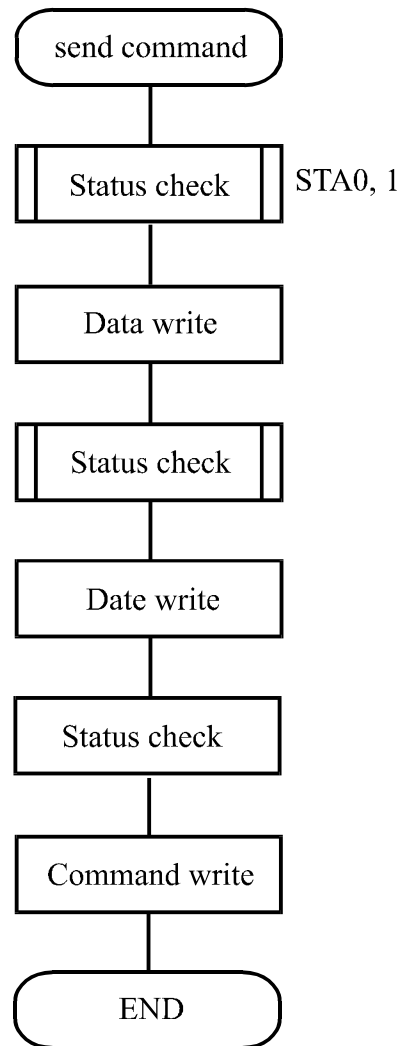 send command
Status check
STA0, 1
Data write
Status check
Date write
Status check
Command write
END